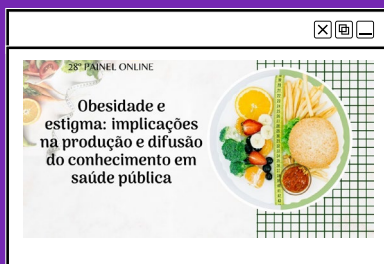 28º PAINEL ONLINE
Obesidade e
estigma: implicações
na produção e difusão
do conhecimento em
saúde pública